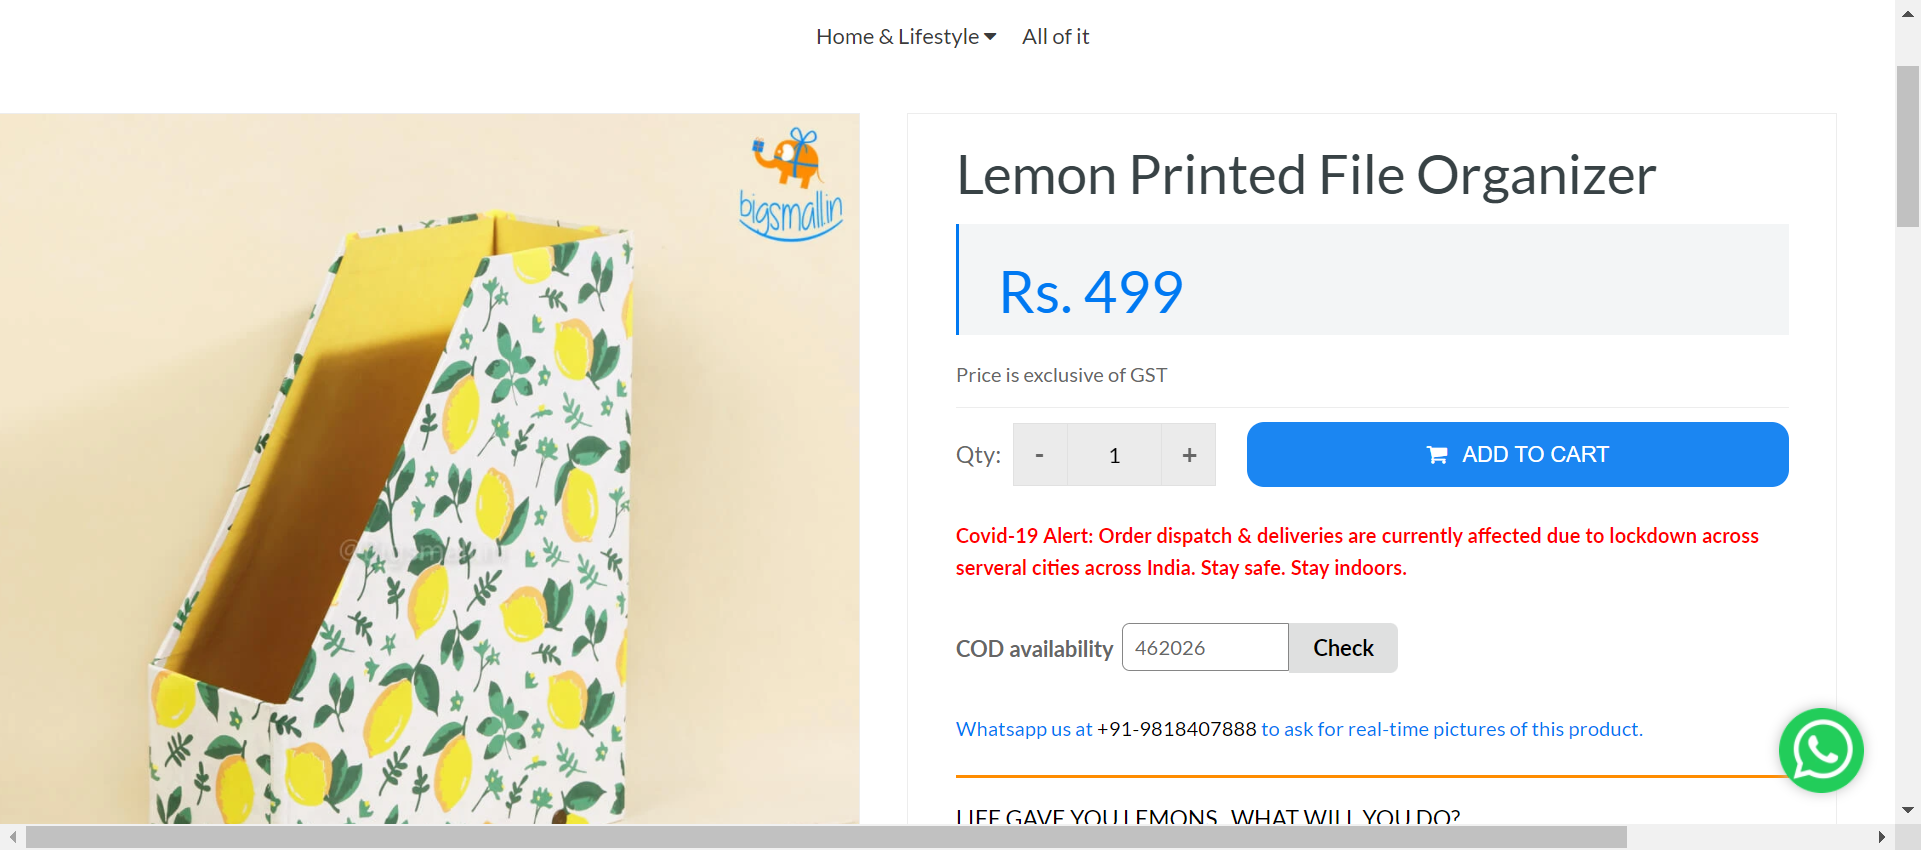 Home & Lifestyle
All of it
bigsmall.in
Lemon Printed File Organizer
Rs. 499
Price is exclusive of GST
Qty: - 1 + ADD TO CART
Covid-19 Alert: Order dispatch & deliveries are currently affected due to lockdown across
serveral cities across India. Stay safe. Stay indoors.
COD availability 462026 Check
Whatsapp us at +91-9818407888 to ask for real-time pictures of this product.
LIFE GAVE YOU LEMONS, WHAT WILL YOU DO?